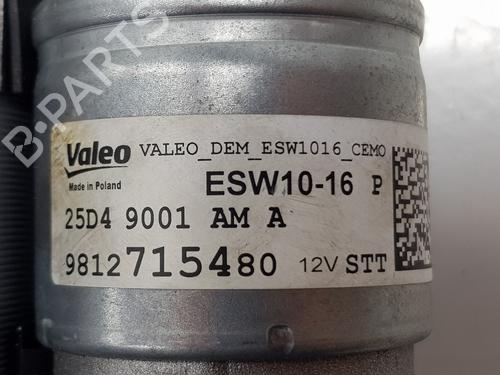 B-PARTS
Valeo VALEO_DEM_ESW1016_CEMO
Made in Poland
ESW10-16 P
25D4 9001 AM A
9812715480 12V STT